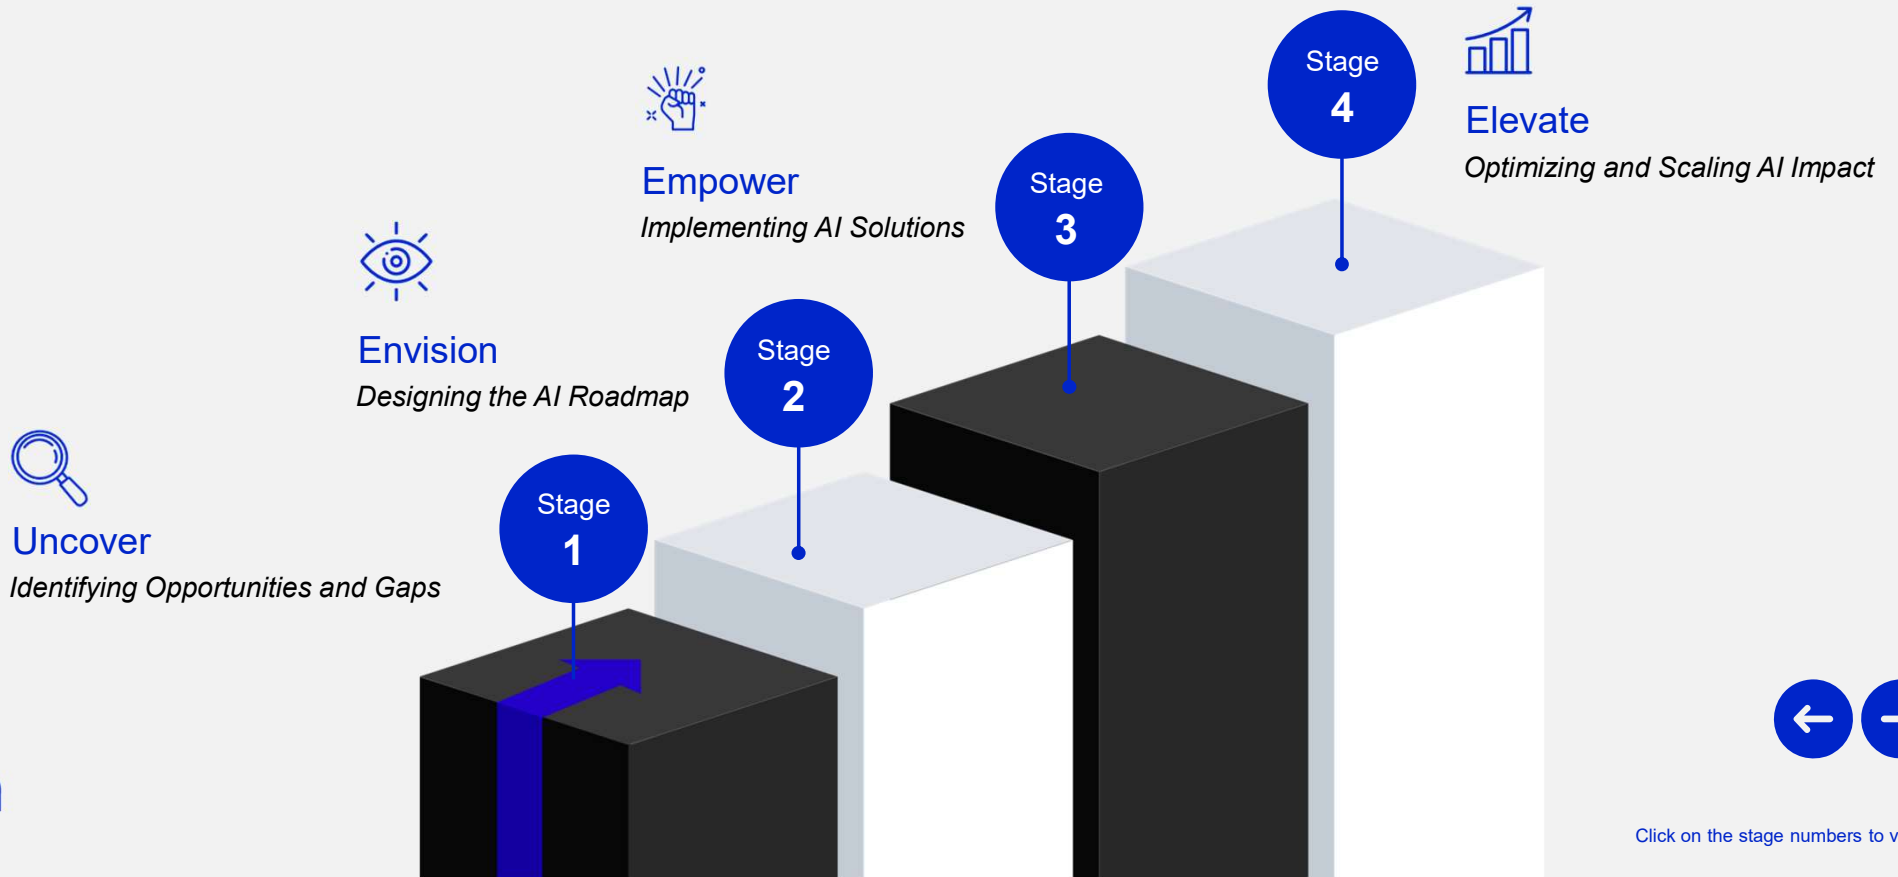 Uncover
Identifying Opportunities and Gaps
Stage
1
Envision
Designing the AI Roadmap
Stage
2
Empower
Implementing AI Solutions
Stage
3
Stage
4
Elevate
Optimizing and Scaling AI Impact
Click on the stage numbers to